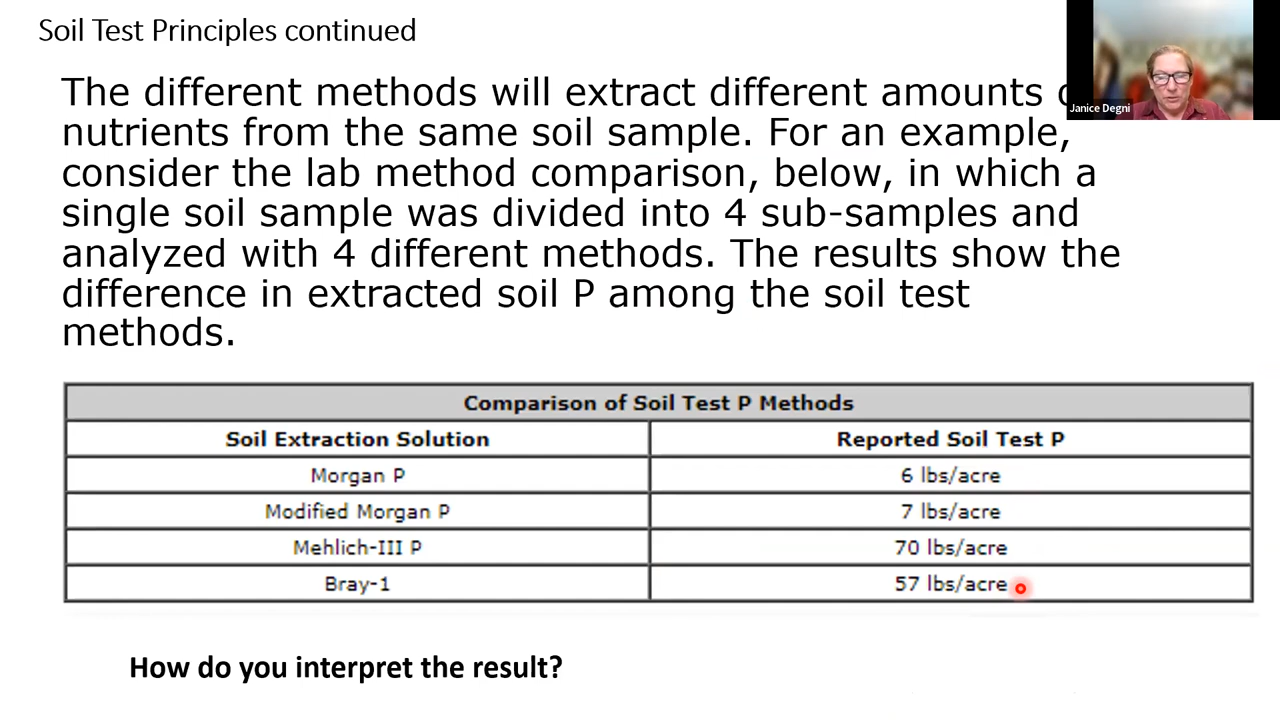 Soil Test Principles continued
The different methods will extract different amounts
nutrients from the same soil sample. For an example,
consider the lab method comparison, below, in which a
single soil sample was divided into 4 sub-samples and
analyzed with 4 different methods. The results show the
difference in extracted soil P among the soil test
methods.
Janice Degni
Comparison of Soil Test P Methods
Soil Extraction Solution Reported Soil Test P
Morgan P 6 lbs/acre
Modified Morgan P 7 lbs/acre
Mehlich-III P 70 lbs/acre
Bray-1 57 lbs/acre
How do you interpret the result?